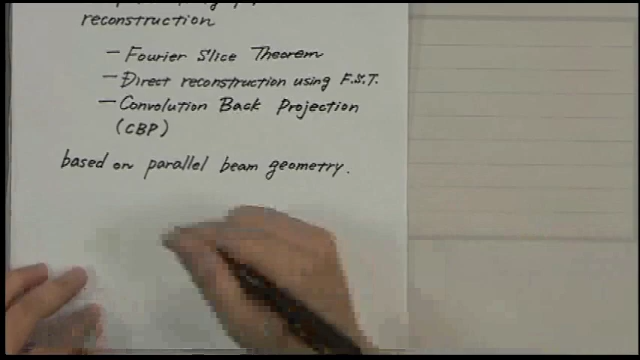 reconstruction
- Fourier Slice Theorem
- Direct reconstruction using F.S.T.
- Convolution Back Projection
(CBP)
based on parallel beam geometry.